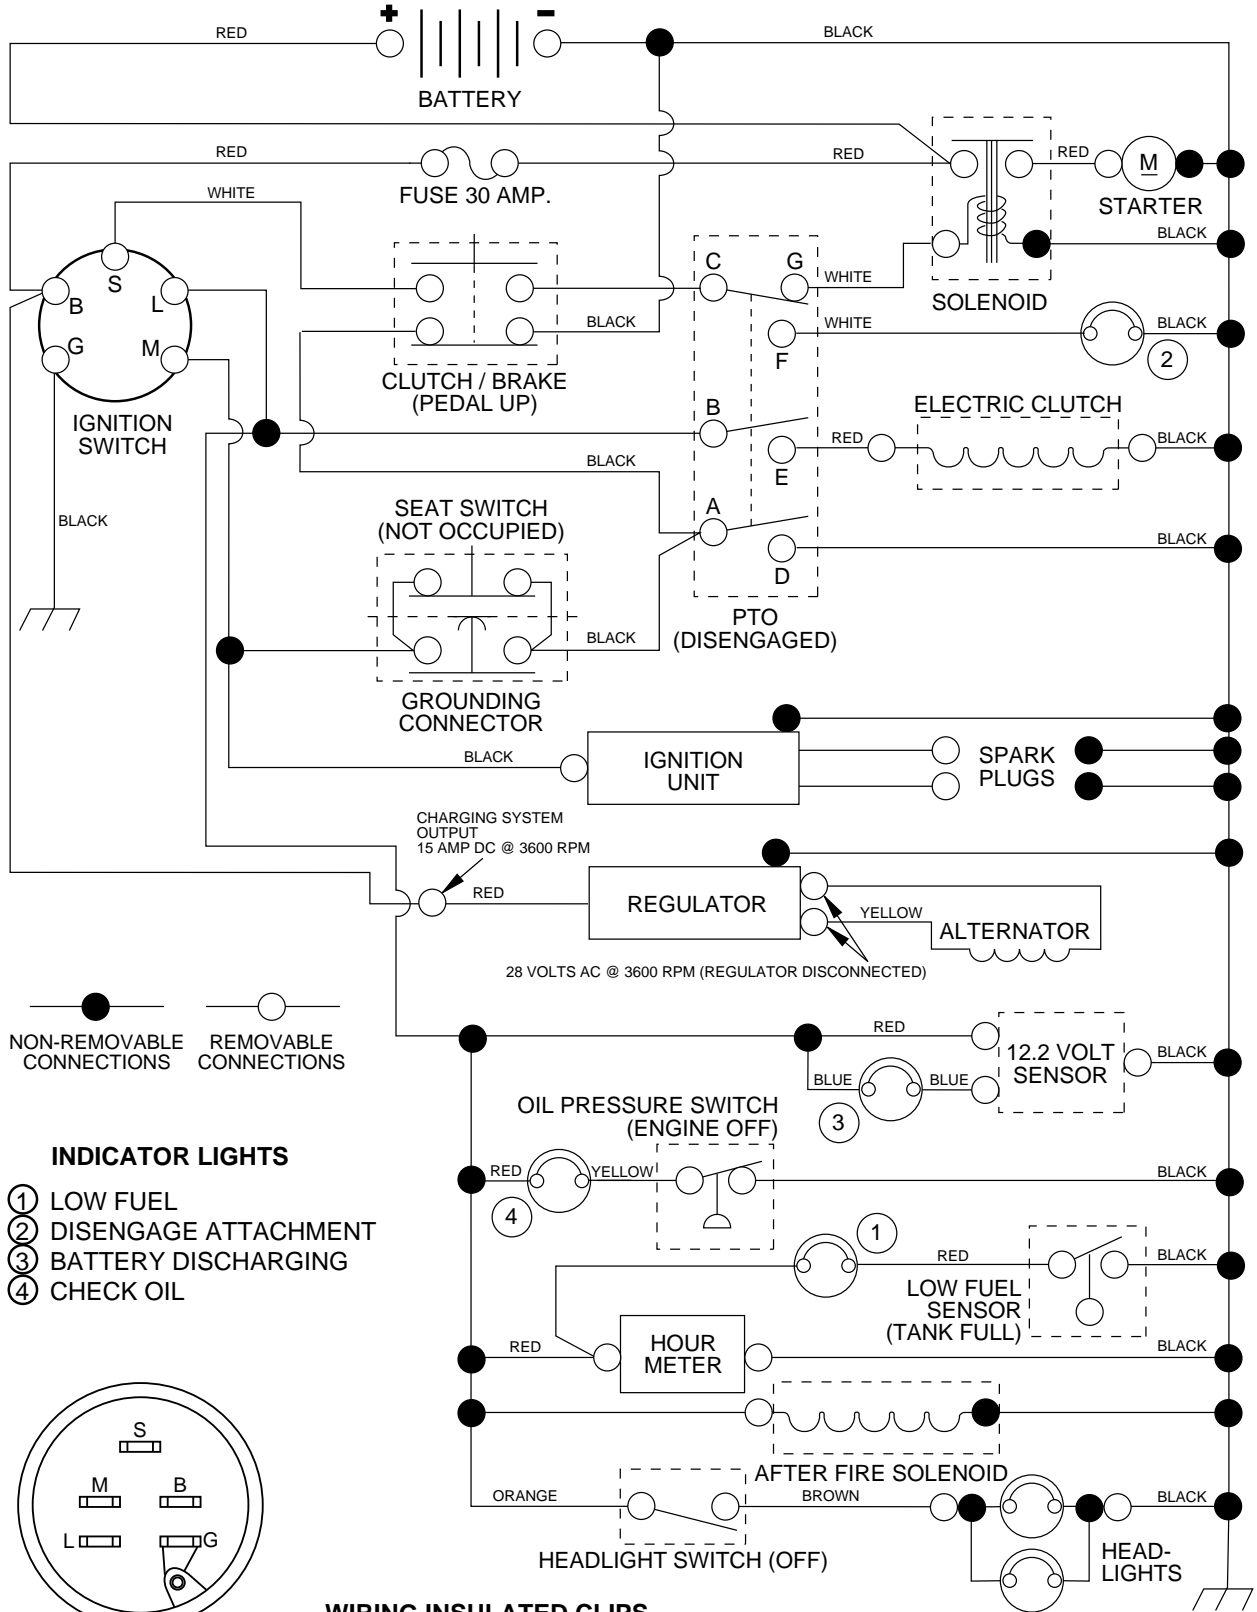 + -
RED
BLACK
BATTERY
RED
RED
RED
M
FUSE 30 AMP.
STARTER
WHITE
BLACK
S
C
G
WHITE
SOLENOID
B
L
G
M
BLACK
F
WHITE
BLACK
2
IGNITION
SWITCH
CLUTCH / BRAKE
(PEDAL UP)
B
ELECTRIC CLUTCH
E
RED
BLACK
BLACK
BLACK
SEAT SWITCH
(NOT OCCUPIED)
A
D
BLACK
BLACK
PTO
(DISENGAGED)
GROUNDING
CONNECTOR
BLACK
IGNITION
UNIT
SPARK
PLUGS
CHARGING SYSTEM
OUTPUT
15 AMP DC @ 3600 RPM
RED
REGULATOR
YELLOW
ALTERNATOR
28 VOLTS AC @ 3600 RPM (REGULATOR DISCONNECTED)
NON-REMOVABLE
CONNECTIONS
REMOVABLE
CONNECTIONS
RED
12.2 VOLT
SENSOR
BLACK
BLUE
BLUE
3
OIL PRESSURE SWITCH
(ENGINE OFF)
RED
YELLOW
BLACK
4
INDICATOR LIGHTS
1 LOW FUEL
2 DISENGAGE ATTACHMENT
3 BATTERY DISCHARGING
4 CHECK OIL
1
RED
BLACK
LOW FUEL
SENSOR
(TANK FULL)
RED
HOUR
METER
BLACK
AFTER FIRE SOLENOID
ORANGE
BROWN
BLACK
HEADLIGHT SWITCH (OFF)
HEAD-
LIGHTS
S
M
B
L
G
WIRING INSULATED CLIPS